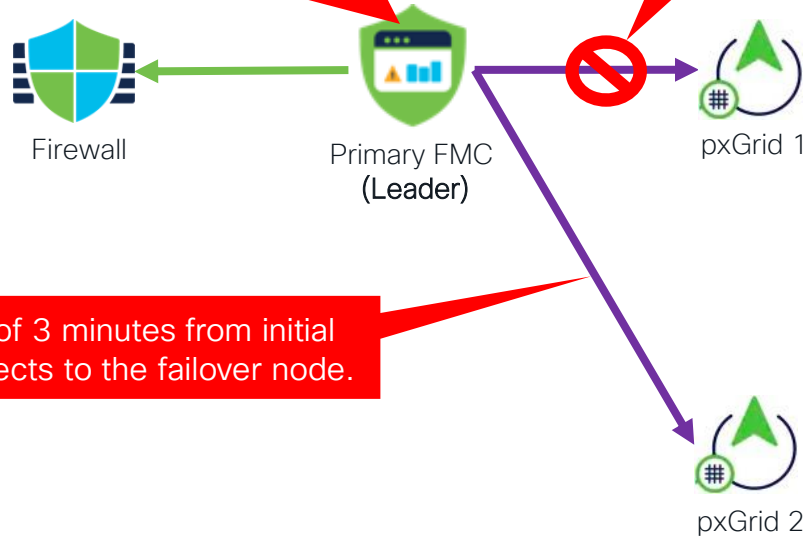 Firewall
Primary FMC
(Leader)
pxGrid 1
of 3 minutes from initial
ects to the failover node.
pxGrid 2